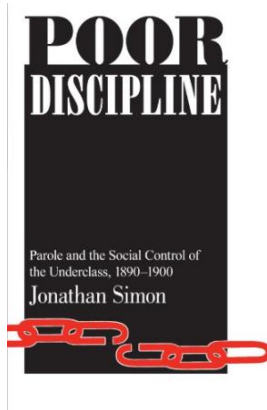 POOR
DISCIPLINE
Parole and the Social Control of
the Underclass, 1890–1900
Jonathan Simon